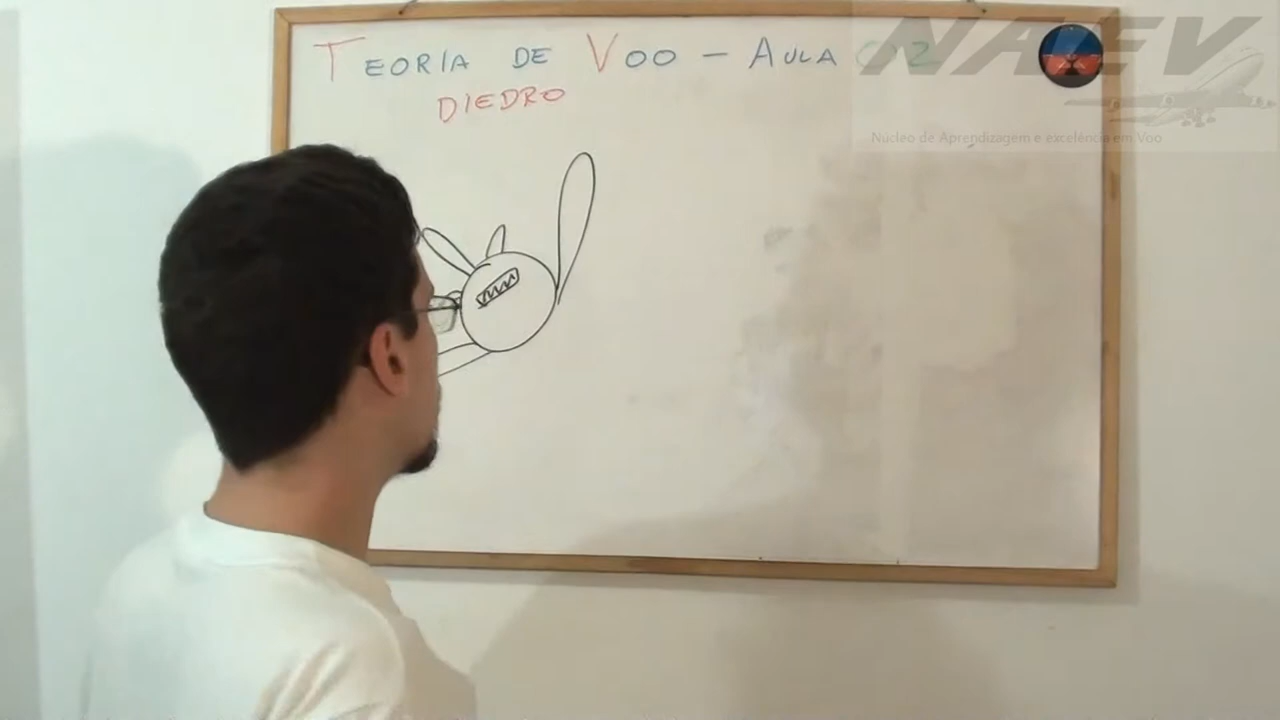 TEORIA DE VOO - AULA 02
NAEV
Núcleo de Aprendizagem e excelência em Voo
DIEDRO